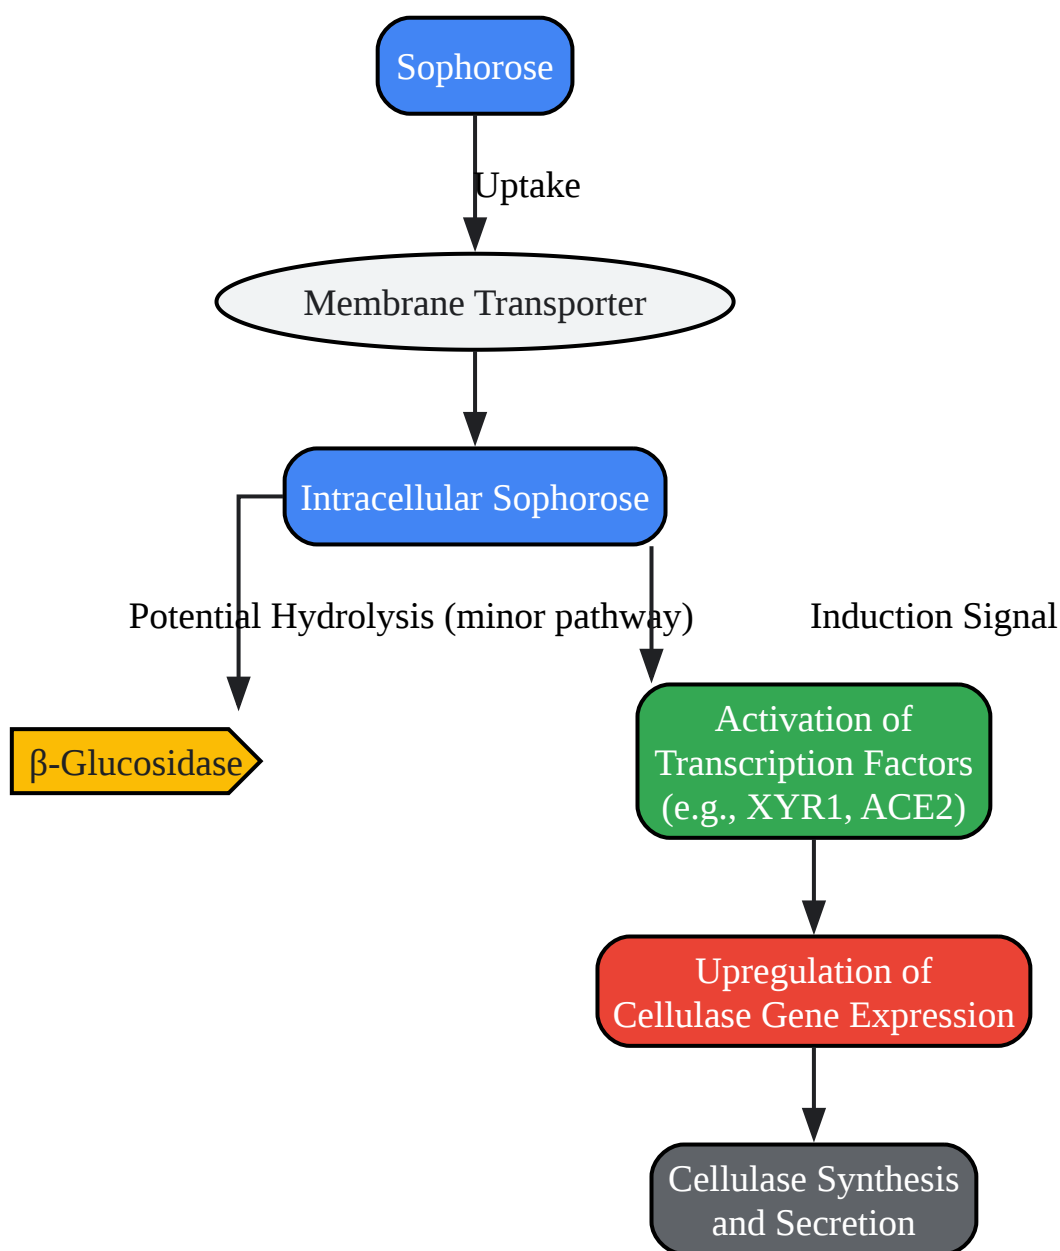 Sophorose
Uptake
Membrane Transporter
Intracellular Sophorose
Potential Hydrolysis (minor pathway)
Induction Signal
β-Glucosidase
Activation of
Transcription Factors
(e.g., XYR1, ACE2)
Upregulation of
Cellulase Gene Expression
Cellulase Synthesis
and Secretion